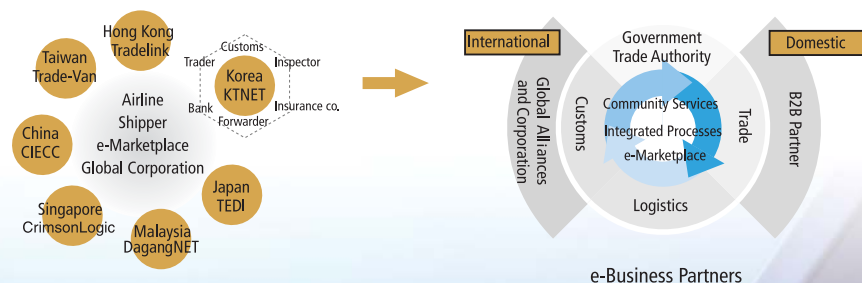 Hong Kong
Tradelink
Taiwan
Trade-Van
Customs
Trader
Inspector
Korea
KTNET
Bank
Insurance co.
Forwarder
Airline
Shipper
e-Marketplace
Global Corporation
China
CIECC
Japan
TEDI
Singapore
CrimsonLogic
Malaysia
DagangNET
International
Domestic
Government
Trade Authority
Global Alliances
and Corporation
Customs
Community Services
Integrated Processes
e-Marketplace
Trade
B2B Partner
Logistics
e-Business Partners